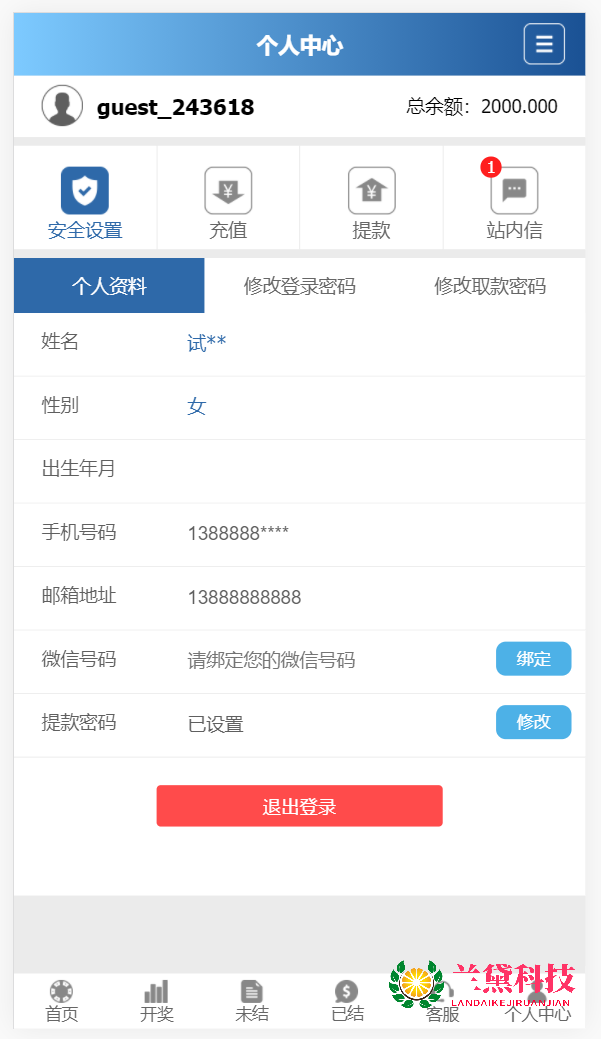 个人中心
guest_243618 总余额：2000.000
1
安全设置 充值 提款 站内信
个人资料 修改登录密码 修改取款密码
姓名 试**
性别 女
出生年月
手机号码 1388888****
邮箱地址 13888888888
微信号码 请绑定您的微信号码 绑定
提款密码 已设置 修改
退出登录
兰黛科技
LANDAIKEJIRUANJIAN
首页 开奖 未结 已结 客服 个人中心